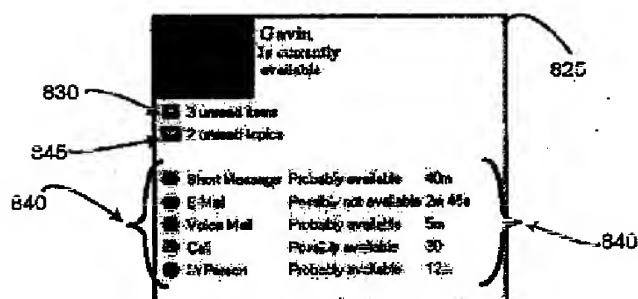 Gavin,
Is currently
available
825
830
3 unread items
845
2 unread topics
Short Message Probably available 40m
E-Mail Possibly not available 2m 45s
Voice Mail Probably available 5m
Call Possibly available 30
In Person Probably available 12m
840
840